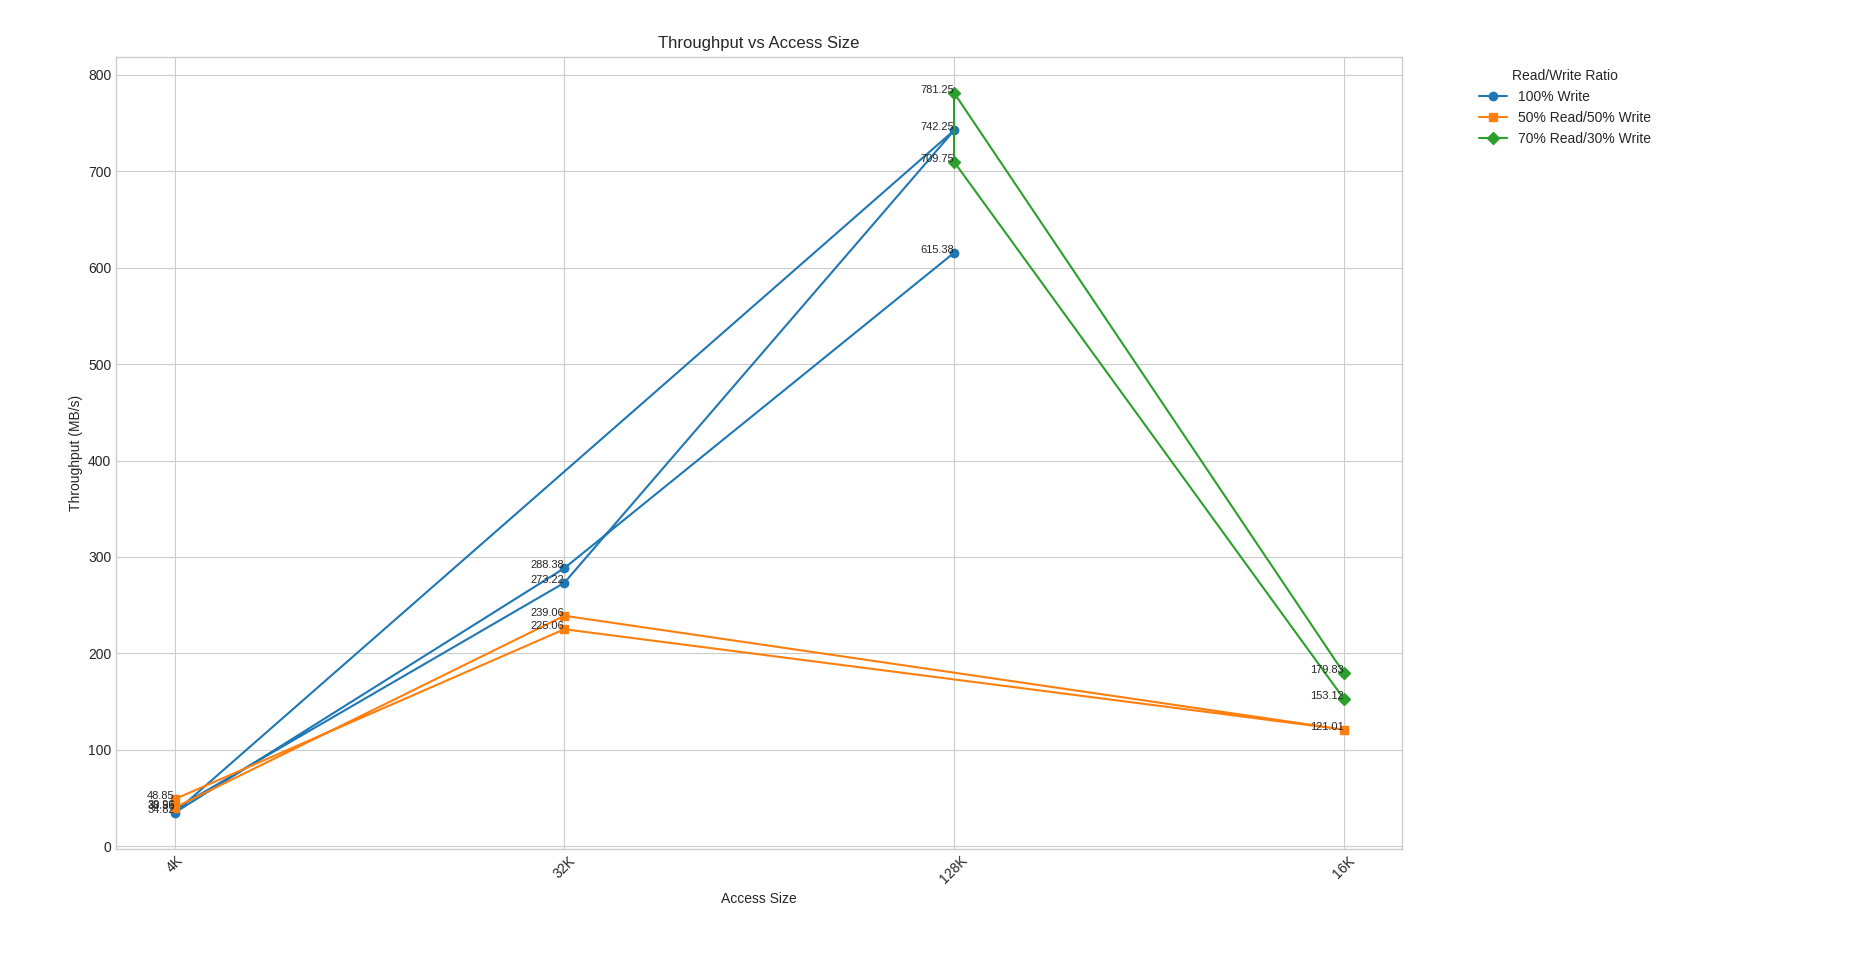 Throughput vs Access Size
Read/Write Ratio
100% Write
50% Read/50% Write
70% Read/30% Write
Throughput (MB/s)
800
700
600
500
400
300
200
100
0
781.25
742.25
709.75
615.38
288.38
273.22
239.06
225.06
179.83
153.12
121.01
48.85
34.82
4K
32K
128K
16K
Access Size